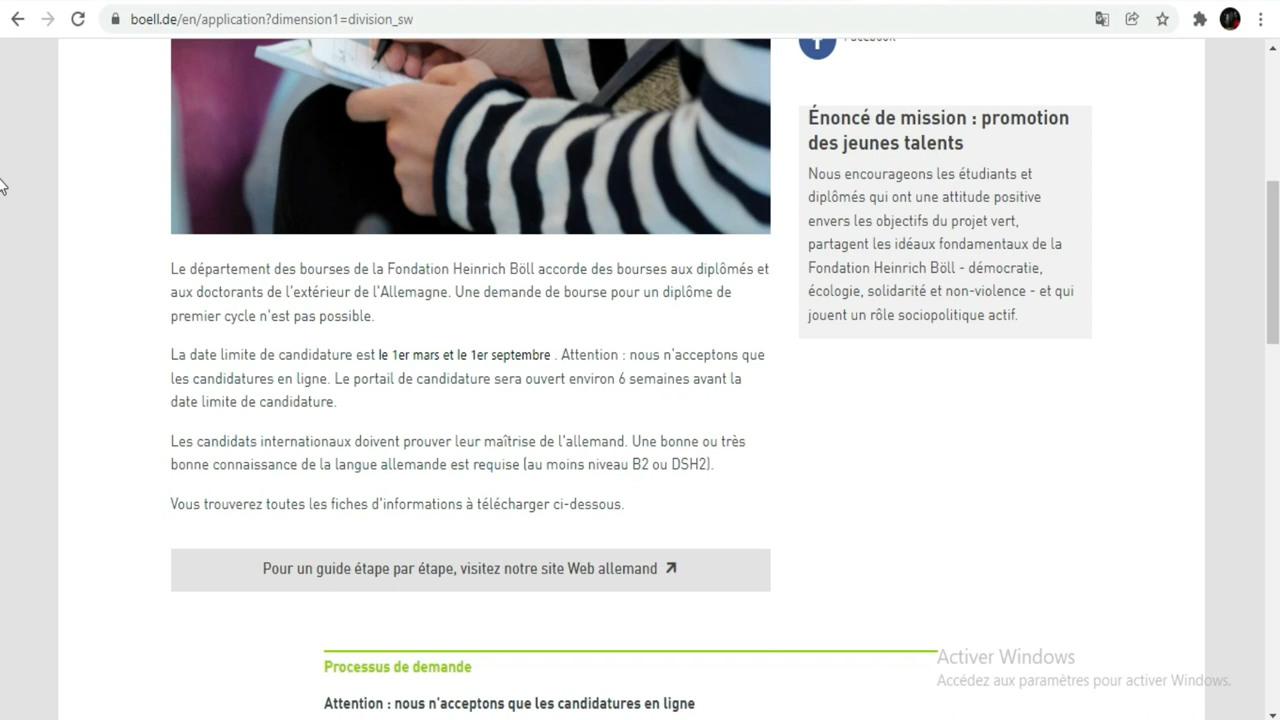 boell.de/en/application?dimension1=division_sw
Facebook
Énoncé de mission : promotion
des jeunes talents
Nous encourageons les étudiants et
diplômés qui ont une attitude positive
envers les objectifs du projet vert,
partagent les idéaux fondamentaux de la
Fondation Heinrich Böll - démocratie,
écologie, solidarité et non-violence - et qui
jouent un rôle sociopolitique actif.
Le département des bourses de la Fondation Heinrich Böll accorde des bourses aux diplômés et
aux doctorants de l'extérieur de l'Allemagne. Une demande de bourse pour un diplôme de
premier cycle n'est pas possible.
La date limite de candidature est le 1er mars et le 1er septembre . Attention : nous n'acceptons que
les candidatures en ligne. Le portail de candidature sera ouvert environ 6 semaines avant la
date limite de candidature.
Les candidats internationaux doivent prouver leur maîtrise de l'allemand. Une bonne ou très
bonne connaissance de la langue allemande est requise (au moins niveau B2 ou DSH2).
Vous trouverez toutes les fiches d'informations à télécharger ci-dessous.
Pour un guide étape par étape, visitez notre site Web allemand
Processus de demande
Attention : nous n'acceptons que les candidatures en ligne
Activer Windows
Accédez aux paramètres pour activer Windows.